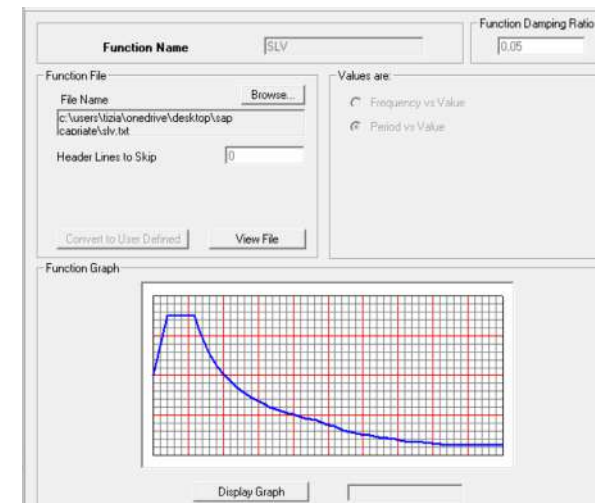 Function Damping Ratio
Function Name
SLV
0,05
Function File
Values are:
File Name
Browse...
Frequency vs Value
c:\users\tizia\onedrive\desktop\sap
capriate\slv.txt
Period vs Value
Header Lines to Skip
0
Convert to User Defined
View File
Function Graph
Display Graph